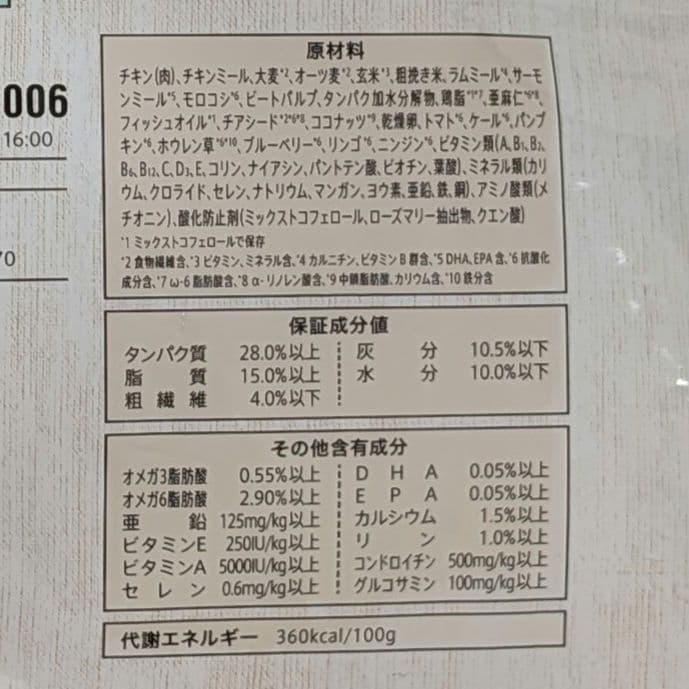 006
16:00
70
原材料
チキン(肉)、チキンミール、大麦*2、オーツ麦*2、玄米*3、粗挽き米、ラムミール*4、サーモ
ンミール*5、モロコシ*6、ビートパルプ、タンパク加水分解物、鶏脂*1*7、亜麻仁*6*8、
フィッシュオイル*1、チアシード*2*6*8、ココナッツ*9、乾燥卵、トマト*6、ケール*6、パンプ
キン*6、ホウレン草*6*10、ブルーベリー*6、リンゴ*6、ニンジン*6、ビタミン類(A、B1、B2、
B6、B12、C、D3、E、コリン、ナイアシン、パントテン酸、ビオチン、葉酸)、ミネラル類(カリ
ウム、クロライド、セレン、ナトリウム、マンガン、ヨウ素、亜鉛、鉄、銅)、アミノ酸類(メ
チオニン)、酸化防止剤(ミックストコフェロール、ローズマリー抽出物、クエン酸)
*1 ミックストコフェロールで保存
*2 食物繊維含、*3 ビタミン、ミネラル含、*4 カルニチン、ビタミンB群含、*5 DHA、EPA含、*6 抗酸化
成分含、*7 ω-6脂肪酸含、*8 α-リノレン酸含、*9 中鎖脂肪酸、カリウム含、*10 鉄分含
保証成分値
タンパク質 28.0%以上 灰分 10.5%以下
脂質 15.0%以上 水分 10.0%以下
粗繊維 4.0%以下
その他含有成分
オメガ3脂肪酸 0.55%以上 DHA 0.05%以上
オメガ6脂肪酸 2.90%以上 EPA 0.05%以上
亜鉛 125mg/kg以上 カルシウム 1.5%以上
ビタミンE 250IU/kg以上 リン 1.0%以上
ビタミンA 5000IU/kg以上 コンドロイチン 500mg/kg以上
セレン 0.6mg/kg以上 グルコサミン 100mg/kg以上
代謝エネルギー 360kcal/100g